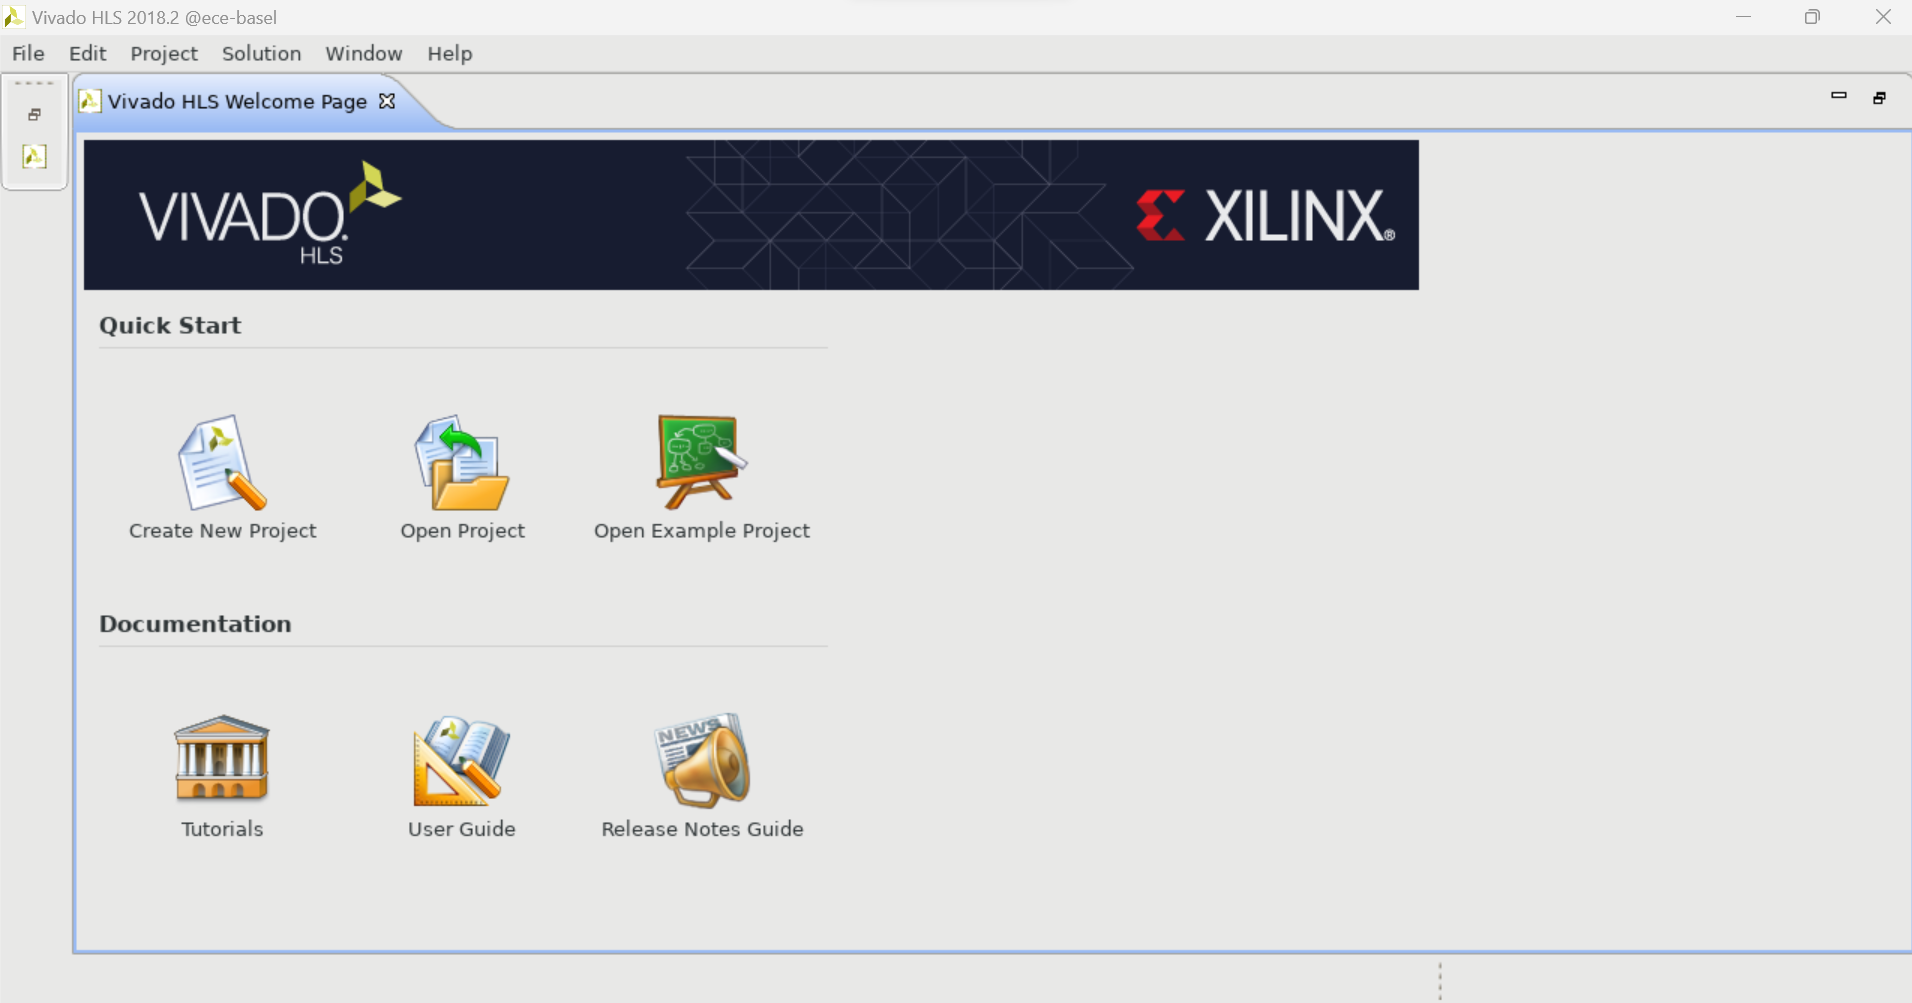 Vivado HLS 2018.2 @ece-basel
File Edit Project Solution Window Help
Vivado HLS Welcome Page
VIVADO.
HLS
XILINX®
Quick Start
Create New Project
Open Project
Open Example Project
Documentation
NEWS
Tutorials
User Guide
Release Notes Guide